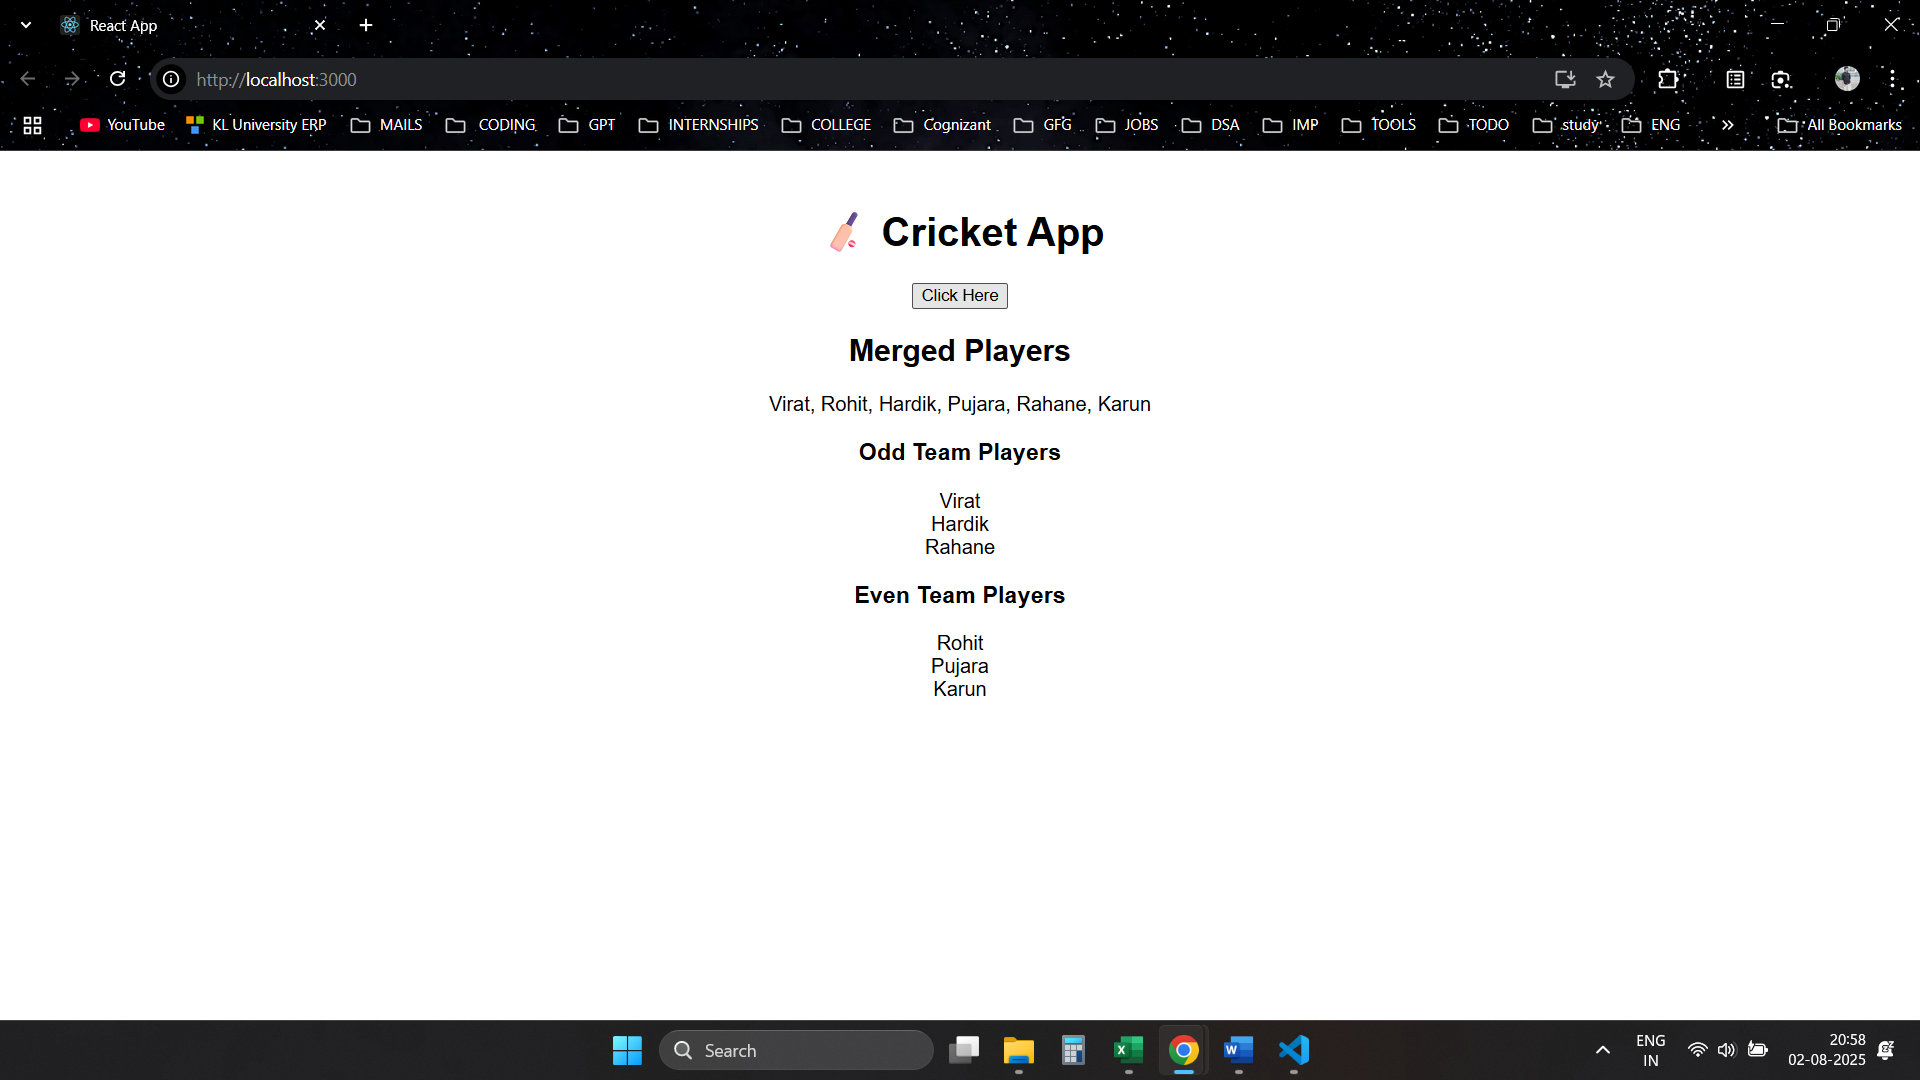 React App
http://localhost:3000
YouTube KL University ERP MAILS CODING GPT INTERNSHIPS COLLEGE Cognizant GFG JOBS DSA IMP TOOLS TODO study ENG » All Bookmarks
Cricket App
Click Here
Merged Players
Virat, Rohit, Hardik, Pujara, Rahane, Karun
Odd Team Players
Virat
Hardik
Rahane
Even Team Players
Rohit
Pujara
Karun
Search
ENG
IN
20:58
02-08-2025